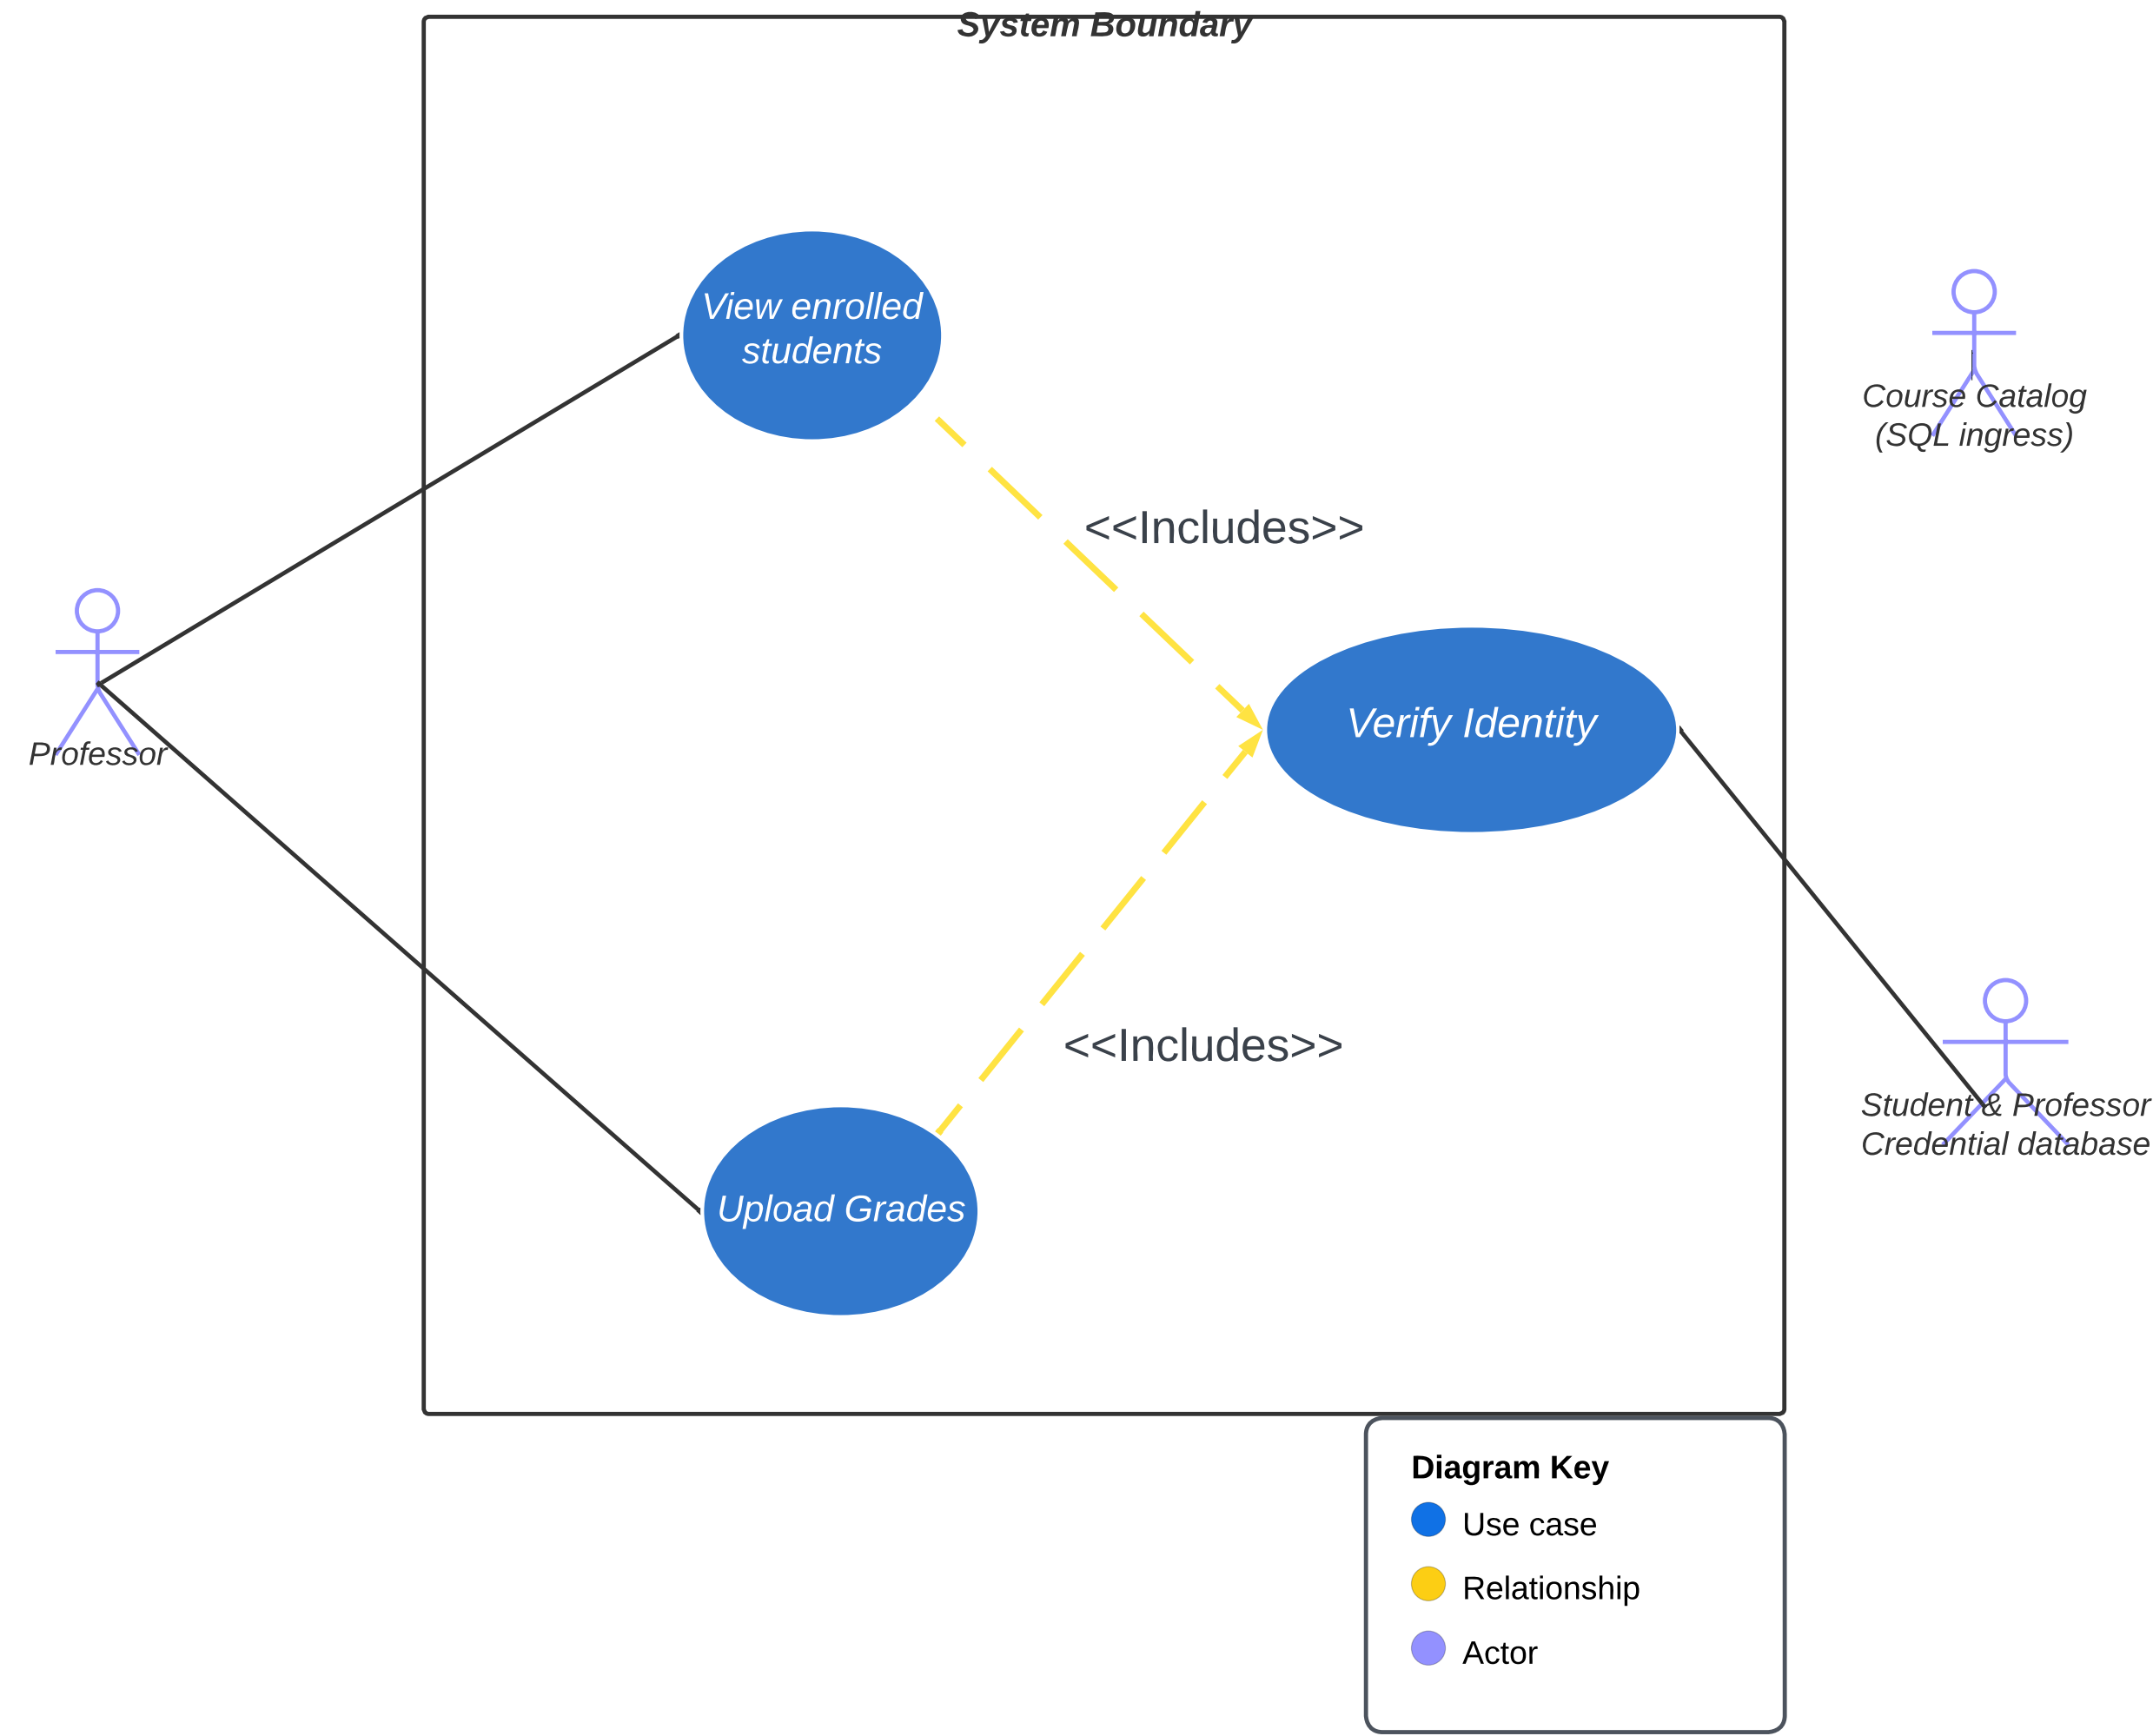 System Boundary
View enrolled
students
Course Catalog
(SQL ingress)
<<Includes>>
Professor
Verify Identity
<<Includes>>
Student & Professor
Credential database
Upload Grades
Diagram Key
Use case
Relationship
Actor